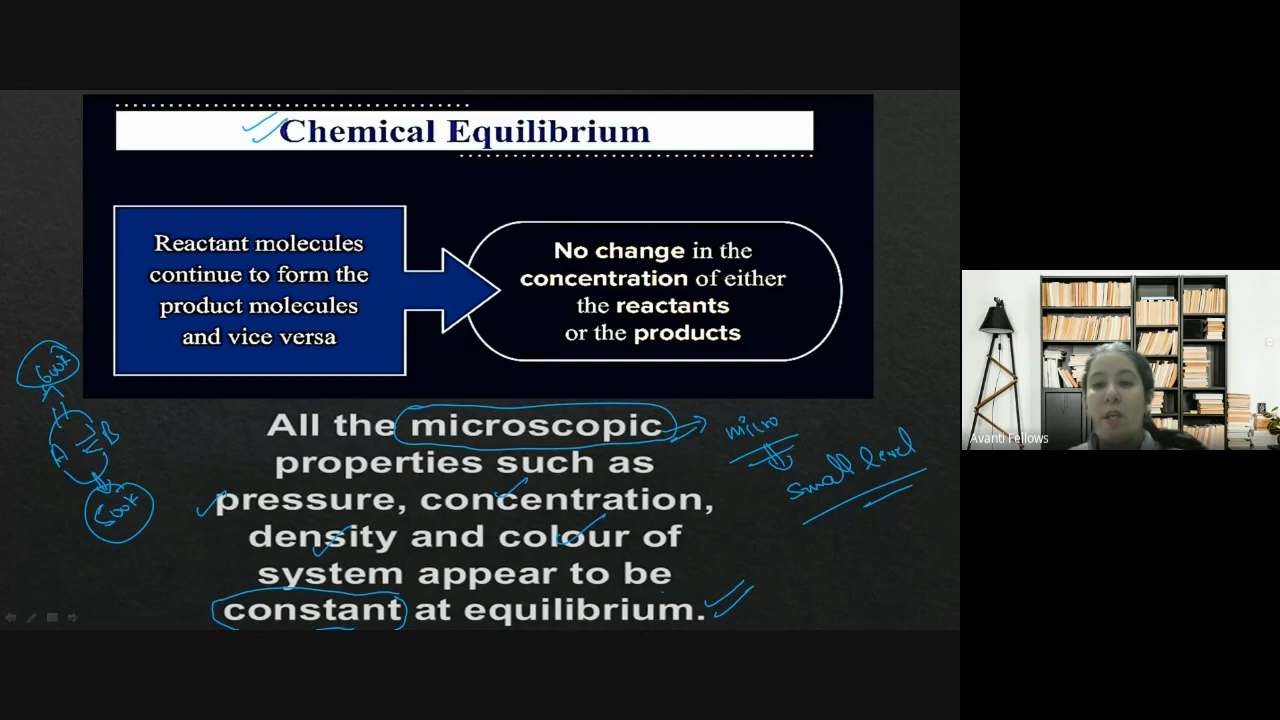 Chemical Equilibrium
Reactant molecules
continue to form the
product molecules
and vice versa
No change in the
concentration of either
the reactants
or the products
All the microscopic
properties such as
pressure, concentration,
density and colour of
system appear to be
constant at equilibrium.
micro
small level
A
B
Avanti Fellows